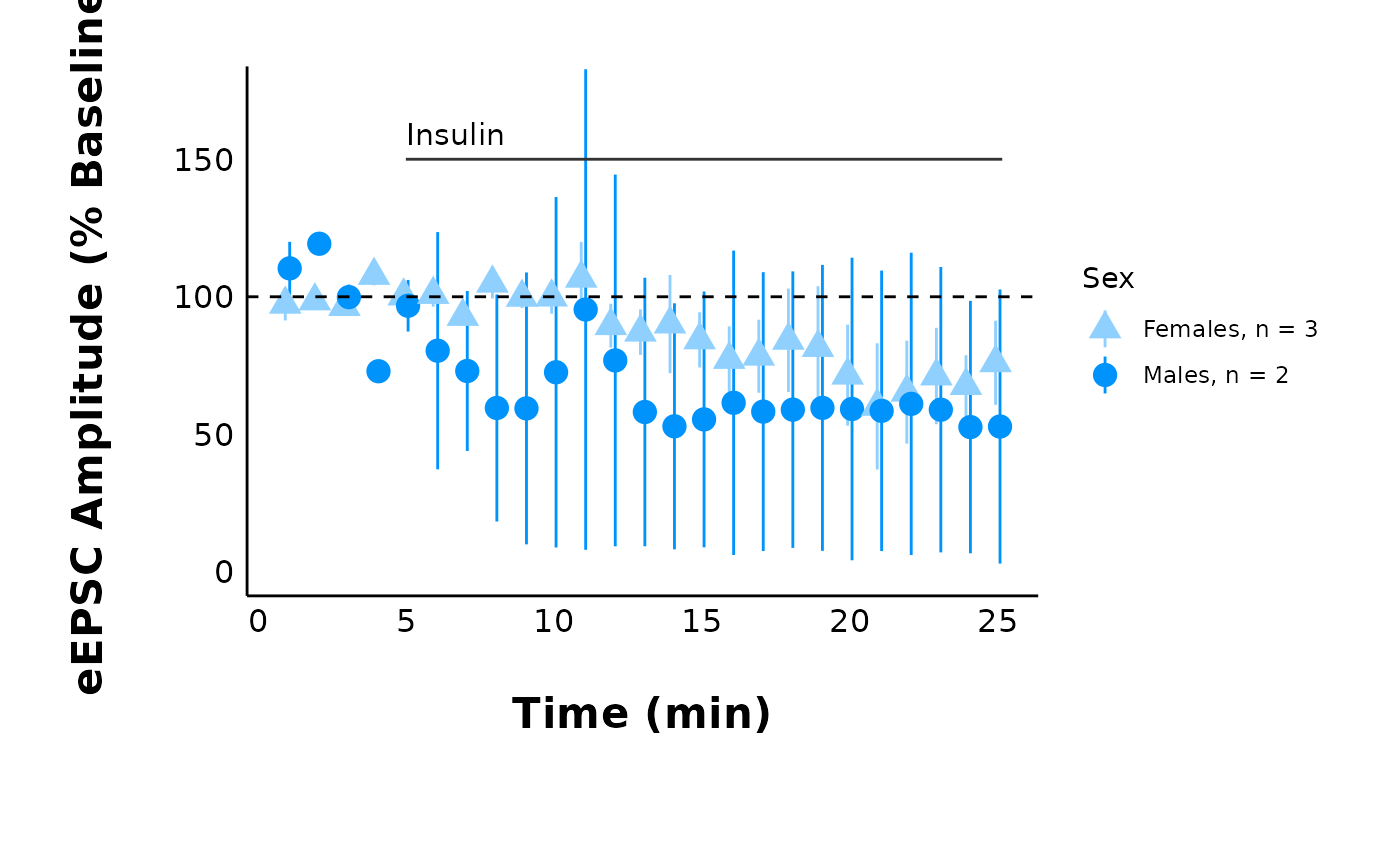 eEPSC Amplitude (% Baseline
Insulin
150
100
50
0
0 5 10 15 20 25
Time (min)
Sex
Females, n = 3
Males, n = 2